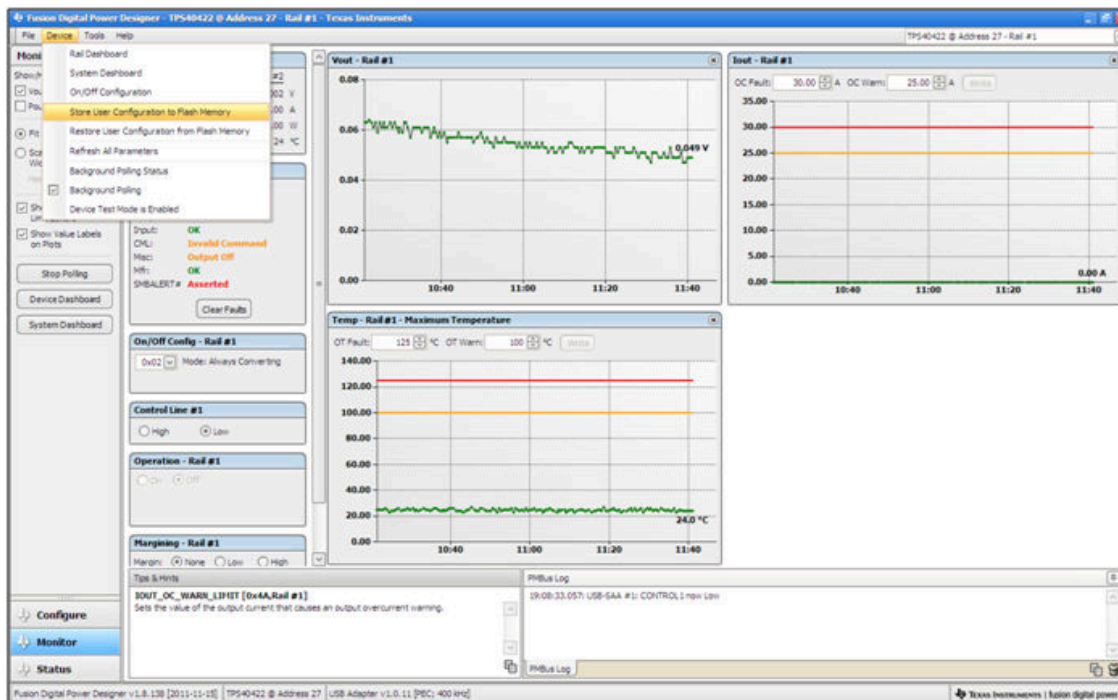 Fusion Digital Power Designer - TPS40422 @ Address 27 - Rail #1 - Texas Instruments
File Device Tools Help
TPS40422 @ Address 27 - Rail #1
Rail Dashboard
System Dashboard
On/Off Configuration
Store User Configuration to Flash Memory
Restore User Configuration from Flash Memory
Refresh All Parameters
Background Polling Status
Background Polling
Device Test Mode is Enabled
#2
V
A
W
24 °C
Fit
Show Value Labels
on Plots
Stop Polling
Device Dashboard
System Dashboard
Input: OK
CML: Invalid Command
Misc: Output Off
Mfr: OK
SMBALERT# Asserted
Clear Faults
On/Off Config - Rail #1
0x02 Mode: Always Converting
Control Line #1
High Low
Operation - Rail #1
On Off
Margining - Rail #1
Margin: None Low High
Vout - Rail #1
0.08
0.06
0.04
0.02
0.00
0.049 V
10:40 11:00 11:20 11:40
Iout - Rail #1
OC Fault: 30.00 A OC Warn: 25.00 A Write
35.00
30.00
25.00
20.00
15.00
10.00
5.00
0.00
0.00 A
10:40 11:00 11:20 11:40
Temp - Rail #1 - Maximum Temperature
OT Fault: 125 °C OT Warn: 100 °C Write
140.00
120.00
100.00
80.00
60.00
40.00
20.00
0.00
24.0 °C
10:40 11:00 11:20 11:40
Configure
Monitor
Status
Tips & Hints
IOUT_OC_WARN_LIMIT [0x4A,Rail #1]
Sets the value of the output current that causes an output overcurrent warning.
PMBus Log
19:08:33.057: USB-SAA #1: CONTROL1 now Low
PMBus Log
Fusion Digital Power Designer v1.8.138 [2011-11-15] TPS40422 @ Address 27 USB Adapter v1.0.11 [PEC; 400 kHz]
TEXAS INSTRUMENTS | fusion digital power